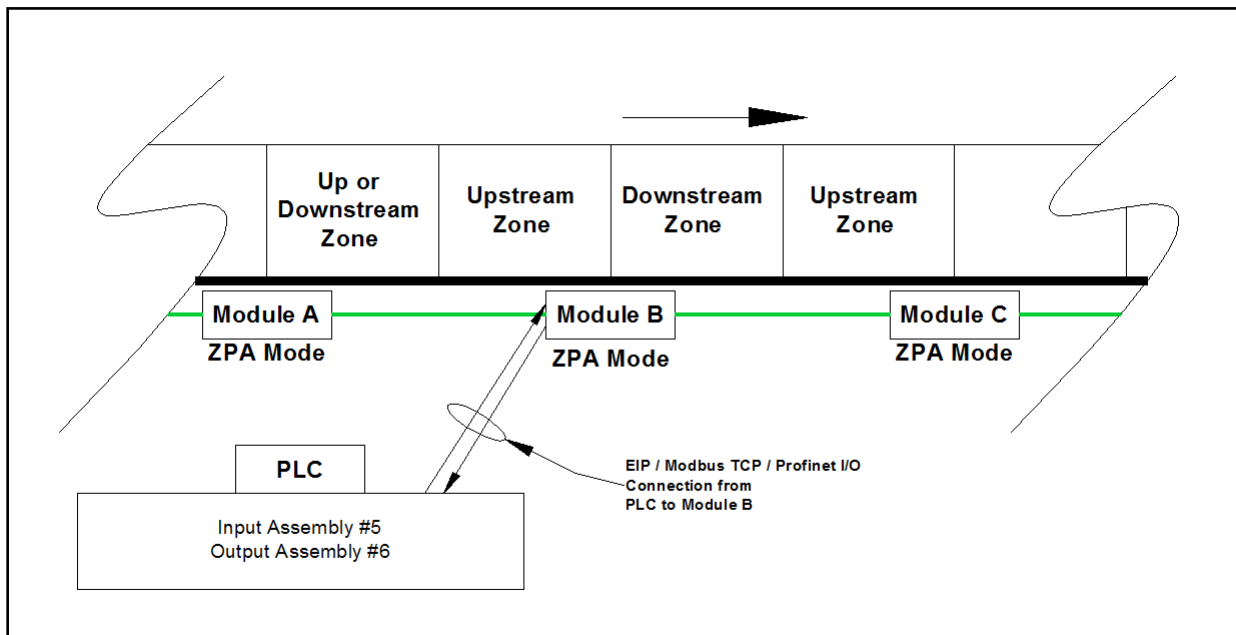 Up or
Downstream
Zone
Upstream
Zone
Downstream
Zone
Upstream
Zone
Module A
ZPA Mode
Module B
ZPA Mode
Module C
ZPA Mode
PLC
Input Assembly #5
Output Assembly #6
EIP / Modbus TCP / Profinet I/O
Connection from
PLC to Module B